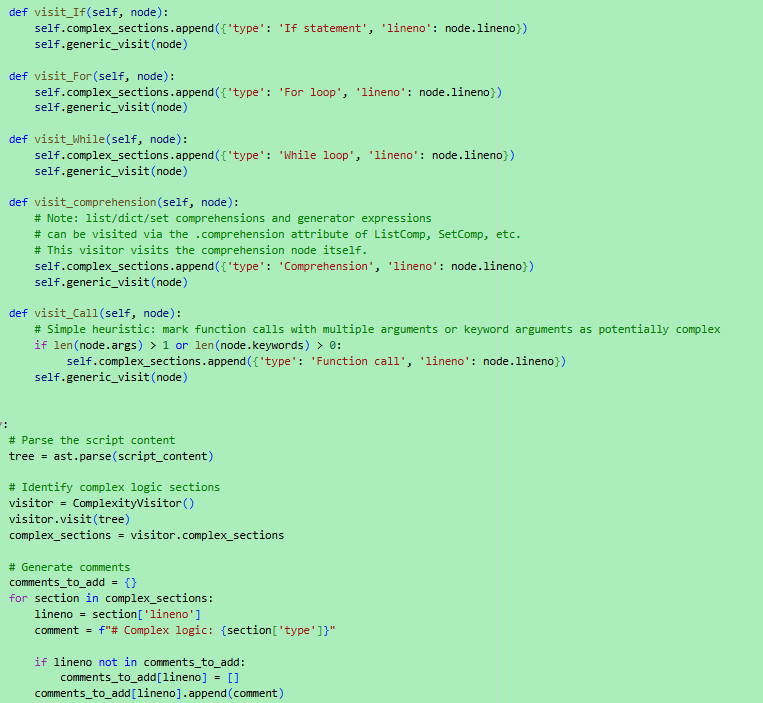 def visit_If(self, node):
self.complex_sections.append({'type': 'If statement', 'lineno': node.lineno})
self.generic_visit(node)
def visit_For(self, node):
self.complex_sections.append({'type': 'For loop', 'lineno': node.lineno})
self.generic_visit(node)
def visit_While(self, node):
self.complex_sections.append({'type': 'While loop', 'lineno': node.lineno})
self.generic_visit(node)
def visit_comprehension(self, node):
# Note: list/dict/set comprehensions and generator expressions
# can be visited via the .comprehension attribute of ListComp, SetComp, etc.
# This visitor visits the comprehension node itself.
self.complex_sections.append({'type': 'Comprehension', 'lineno': node.lineno})
self.generic_visit(node)
def visit_Call(self, node):
# Simple heuristic: mark function calls with multiple arguments or keyword arguments as potentially complex
if len(node.args) > 1 or len(node.keywords) > 0:
self.complex_sections.append({'type': 'Function call', 'lineno': node.lineno})
self.generic_visit(node)
:
# Parse the script content
tree = ast.parse(script_content)
# Identify complex logic sections
visitor = ComplexityVisitor()
visitor.visit(tree)
complex_sections = visitor.complex_sections
# Generate comments
comments_to_add = {}
for section in complex_sections:
lineno = section['lineno']
comment = f"# Complex logic: {section['type']}"
if lineno not in comments_to_add:
comments_to_add[lineno] = []
comments_to_add[lineno].append(comment)